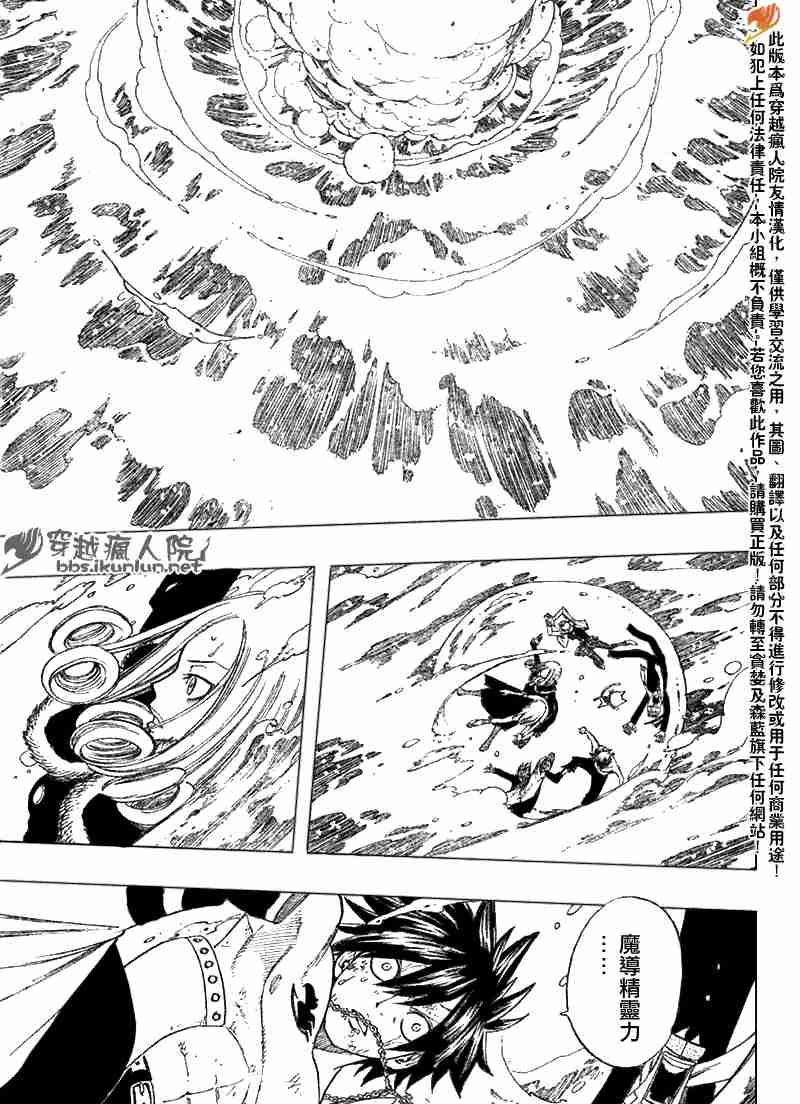 此版本爲穿越瘋人院友情漢化，僅供學習交流之用，其圖、翻譯以及任何部分不得進行修改或用于任何商業用途！
如犯上任何法律責任，本小組概不負責。若您喜歡此作品，請購買正版！請勿轉至貪婪及森藍旗下任何網站！
穿越瘋人院
bbs.ikunlun.net
魔導精靈力
……